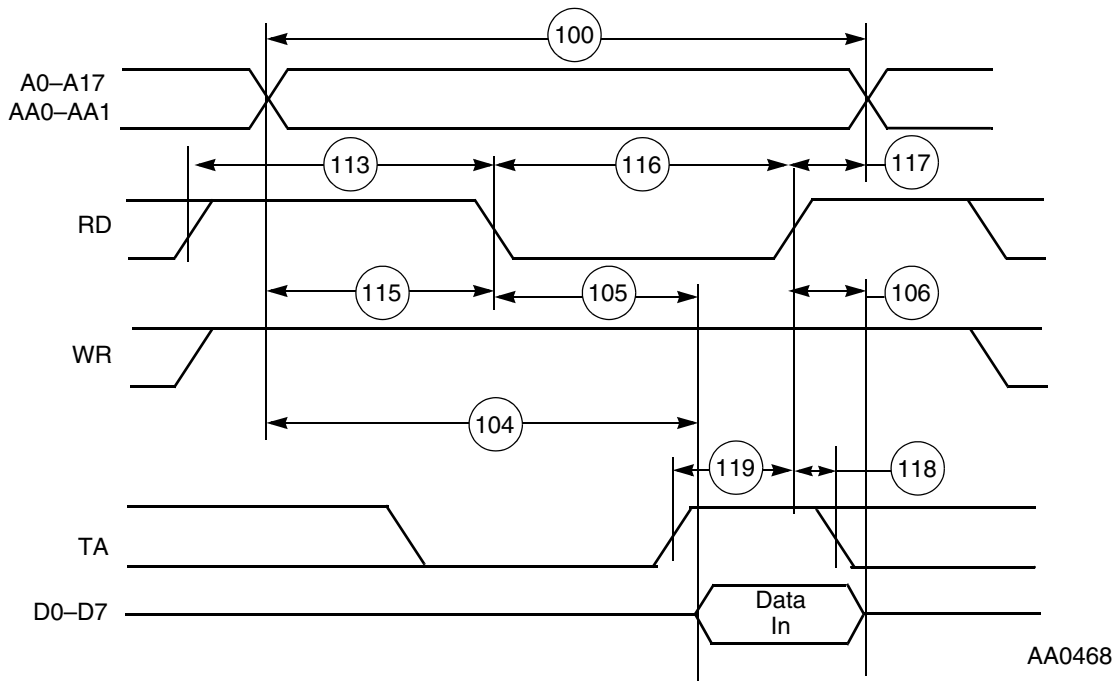 100
A0–A17
AA0–AA1
113
116
117
RD
115
105
106
WR
104
119
118
TA
D0–D7
Data
In
AA0468